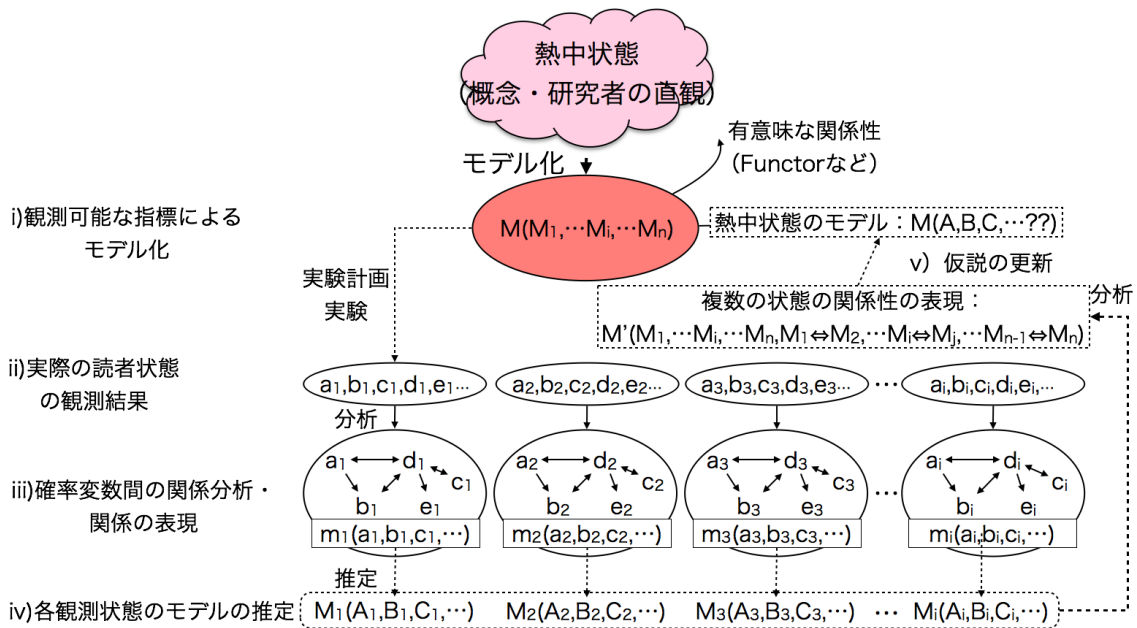 熱中状態
（概念・研究者の直観）
有意味な関係性
（Functorなど）
モデル化
i)観測可能な指標による
モデル化
M(M₁,…Mᵢ,…Mₙ)
熱中状態のモデル：M(A,B,C,…??)
v）仮説の更新
実験計画
実験
複数の状態の関係性の表現：
M’(M₁,…Mᵢ,…Mₙ,M₁⇔M₂,…Mᵢ⇔Mⱼ,…Mₙ₋₁⇔Mₙ)
分析
ii)実際の読者状態
の観測結果
a₁,b₁,c₁,d₁,e₁… a₂,b₂,c₂,d₂,e₂… a₃,b₃,c₃,d₃,e₃… … aᵢ,bᵢ,cᵢ,dᵢ,eᵢ,…
分析
iii)確率変数間の関係分析・
関係の表現
a₁ d₁ a₂ d₂ a₃ d₃ aᵢ dᵢ
c₁ c₂ c₃ … cᵢ
b₁ e₁ b₂ e₂ b₃ e₃ bᵢ eᵢ
m₁(a₁,b₁,c₁,…) m₂(a₂,b₂,c₂,…) m₃(a₃,b₃,c₃,…) mᵢ(aᵢ,bᵢ,cᵢ,…)
推定
iv)各観測状態のモデルの推定 M₁(A₁,B₁,C₁,…) M₂(A₂,B₂,C₂,…) M₃(A₃,B₃,C₃,…) … Mᵢ(Aᵢ,Bᵢ,Cᵢ,…)